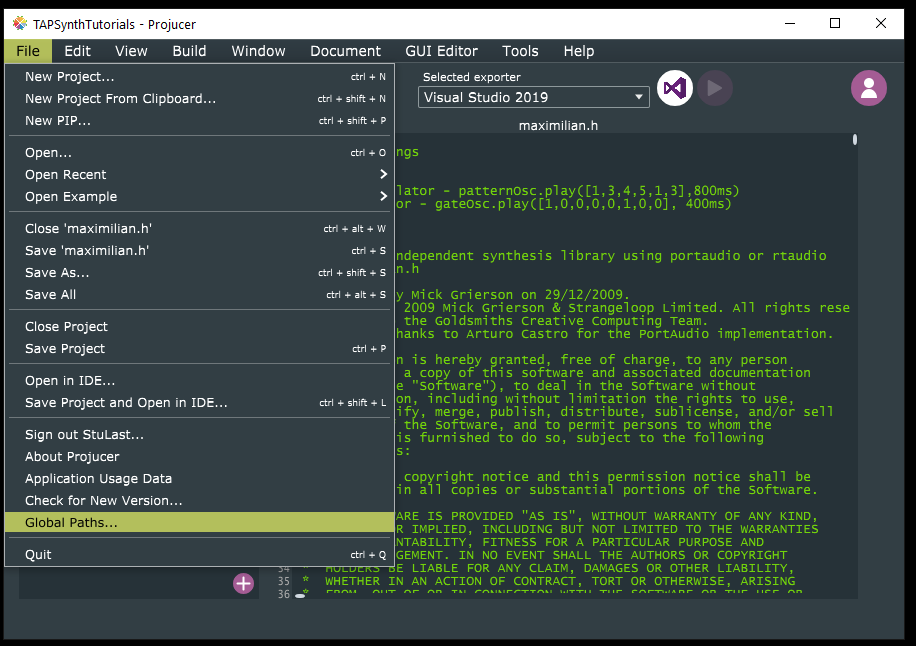 TAPSynthTutorials - Projucer
File Edit View Build Window Document GUI Editor Tools Help
New Project... ctrl + N
New Project From Clipboard... ctrl + shift + N
New PIP... ctrl + shift + P
Open... ctrl + O
Open Recent
Open Example
Close 'maximilian.h' ctrl + alt + W
Save 'maximilian.h' ctrl + S
Save As... ctrl + shift + S
Save All ctrl + alt + S
Close Project
Save Project ctrl + P
Open in IDE...
Save Project and Open in IDE... ctrl + shift + L
Sign out StuLast...
About Projucer
Application Usage Data
Check for New Version...
Global Paths...
Quit ctrl + Q
Selected exporter
Visual Studio 2019
maximilian.h
ngs
lator - patternOsc.play([1,3,4,5,1,3],800ms)
or - gateOsc.play([1,0,0,0,0,1,0,0], 400ms)
ndependent synthesis library using portaudio or rtaudio
n.h
y Mick Grierson on 29/12/2009.
2009 Mick Grierson & Strangeloop Limited. All rights rese
the Goldsmiths Creative Computing Team.
hanks to Arturo Castro for the PortAudio implementation.
n is hereby granted, free of charge, to any person
a copy of this software and associated documentation
e "Software"), to deal in the Software without
on, including without limitation the rights to use,
ify, merge, publish, distribute, sublicense, and/or sell
the Software, and to permit persons to whom the
is furnished to do so, subject to the following
s:
copyright notice and this permission notice shall be
in all copies or substantial portions of the Software.
ARE IS PROVIDED "AS IS", WITHOUT WARRANTY OF ANY KIND,
R IMPLIED, INCLUDING BUT NOT LIMITED TO THE WARRANTIES
NTABILITY, FITNESS FOR A PARTICULAR PURPOSE AND
GEMENT. IN NO EVENT SHALL THE AUTHORS OR COPYRIGHT
34 * HOLDERS BE LIABLE FOR ANY CLAIM, DAMAGES OR OTHER LIABILITY,
35 * WHETHER IN AN ACTION OF CONTRACT, TORT OR OTHERWISE, ARISING
36 * FROM, OUT OF OR IN CONNECTION WITH THE SOFTWARE OR THE USE OR